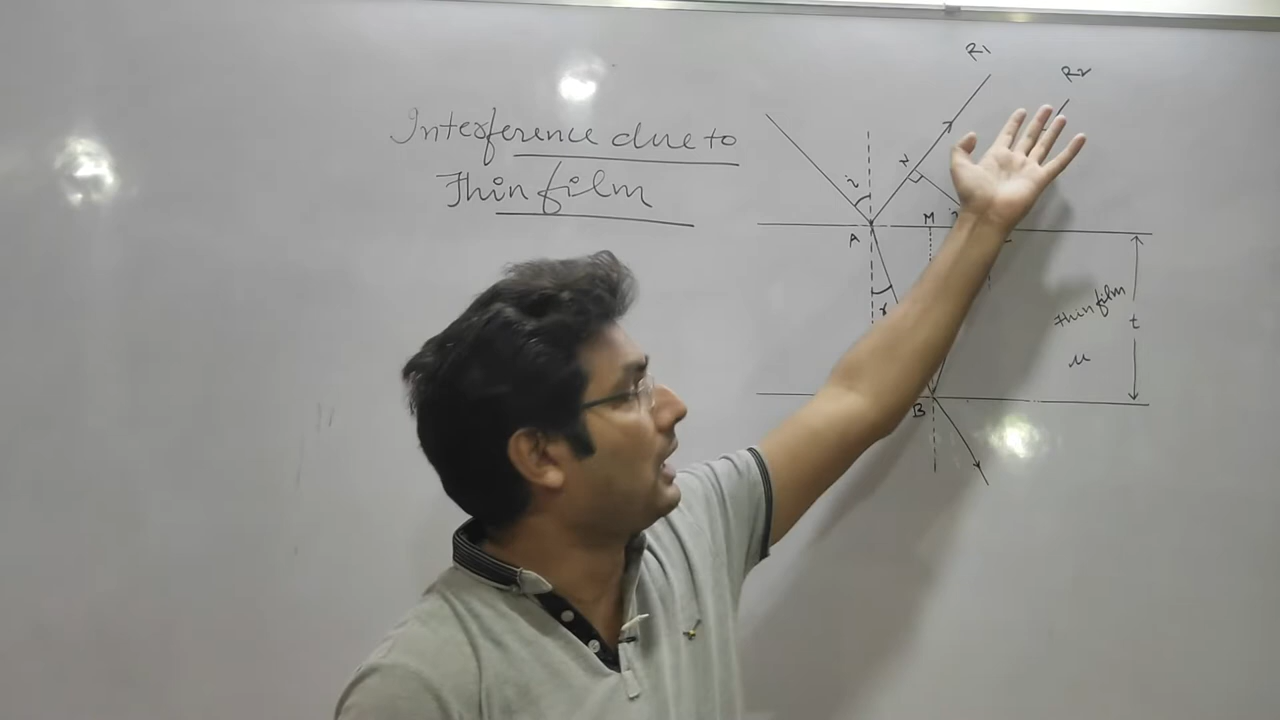 Interference due to
Thin film
R1
R2
i
N
A
M
r
Thin film
t
μ
B